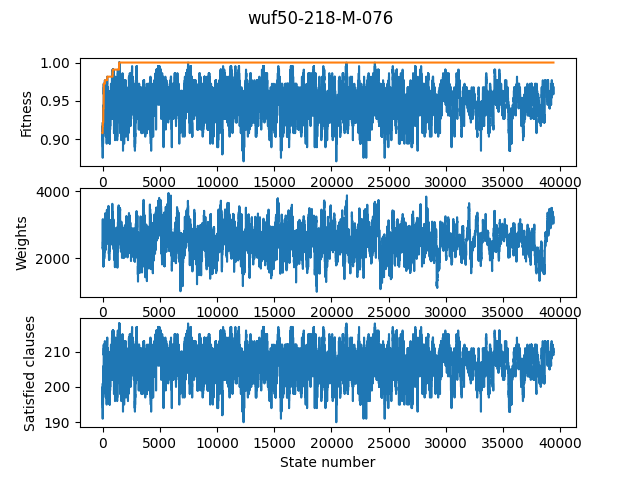 wuf50-218-M-076
1.00
0.95
0.90
Fitness
0 5000 10000 15000 20000 25000 30000 35000 40000
4000
2000
Weights
0 5000 10000 15000 20000 25000 30000 35000 40000
210
200
190
Satisfied clauses
0 5000 10000 15000 20000 25000 30000 35000 40000
State number